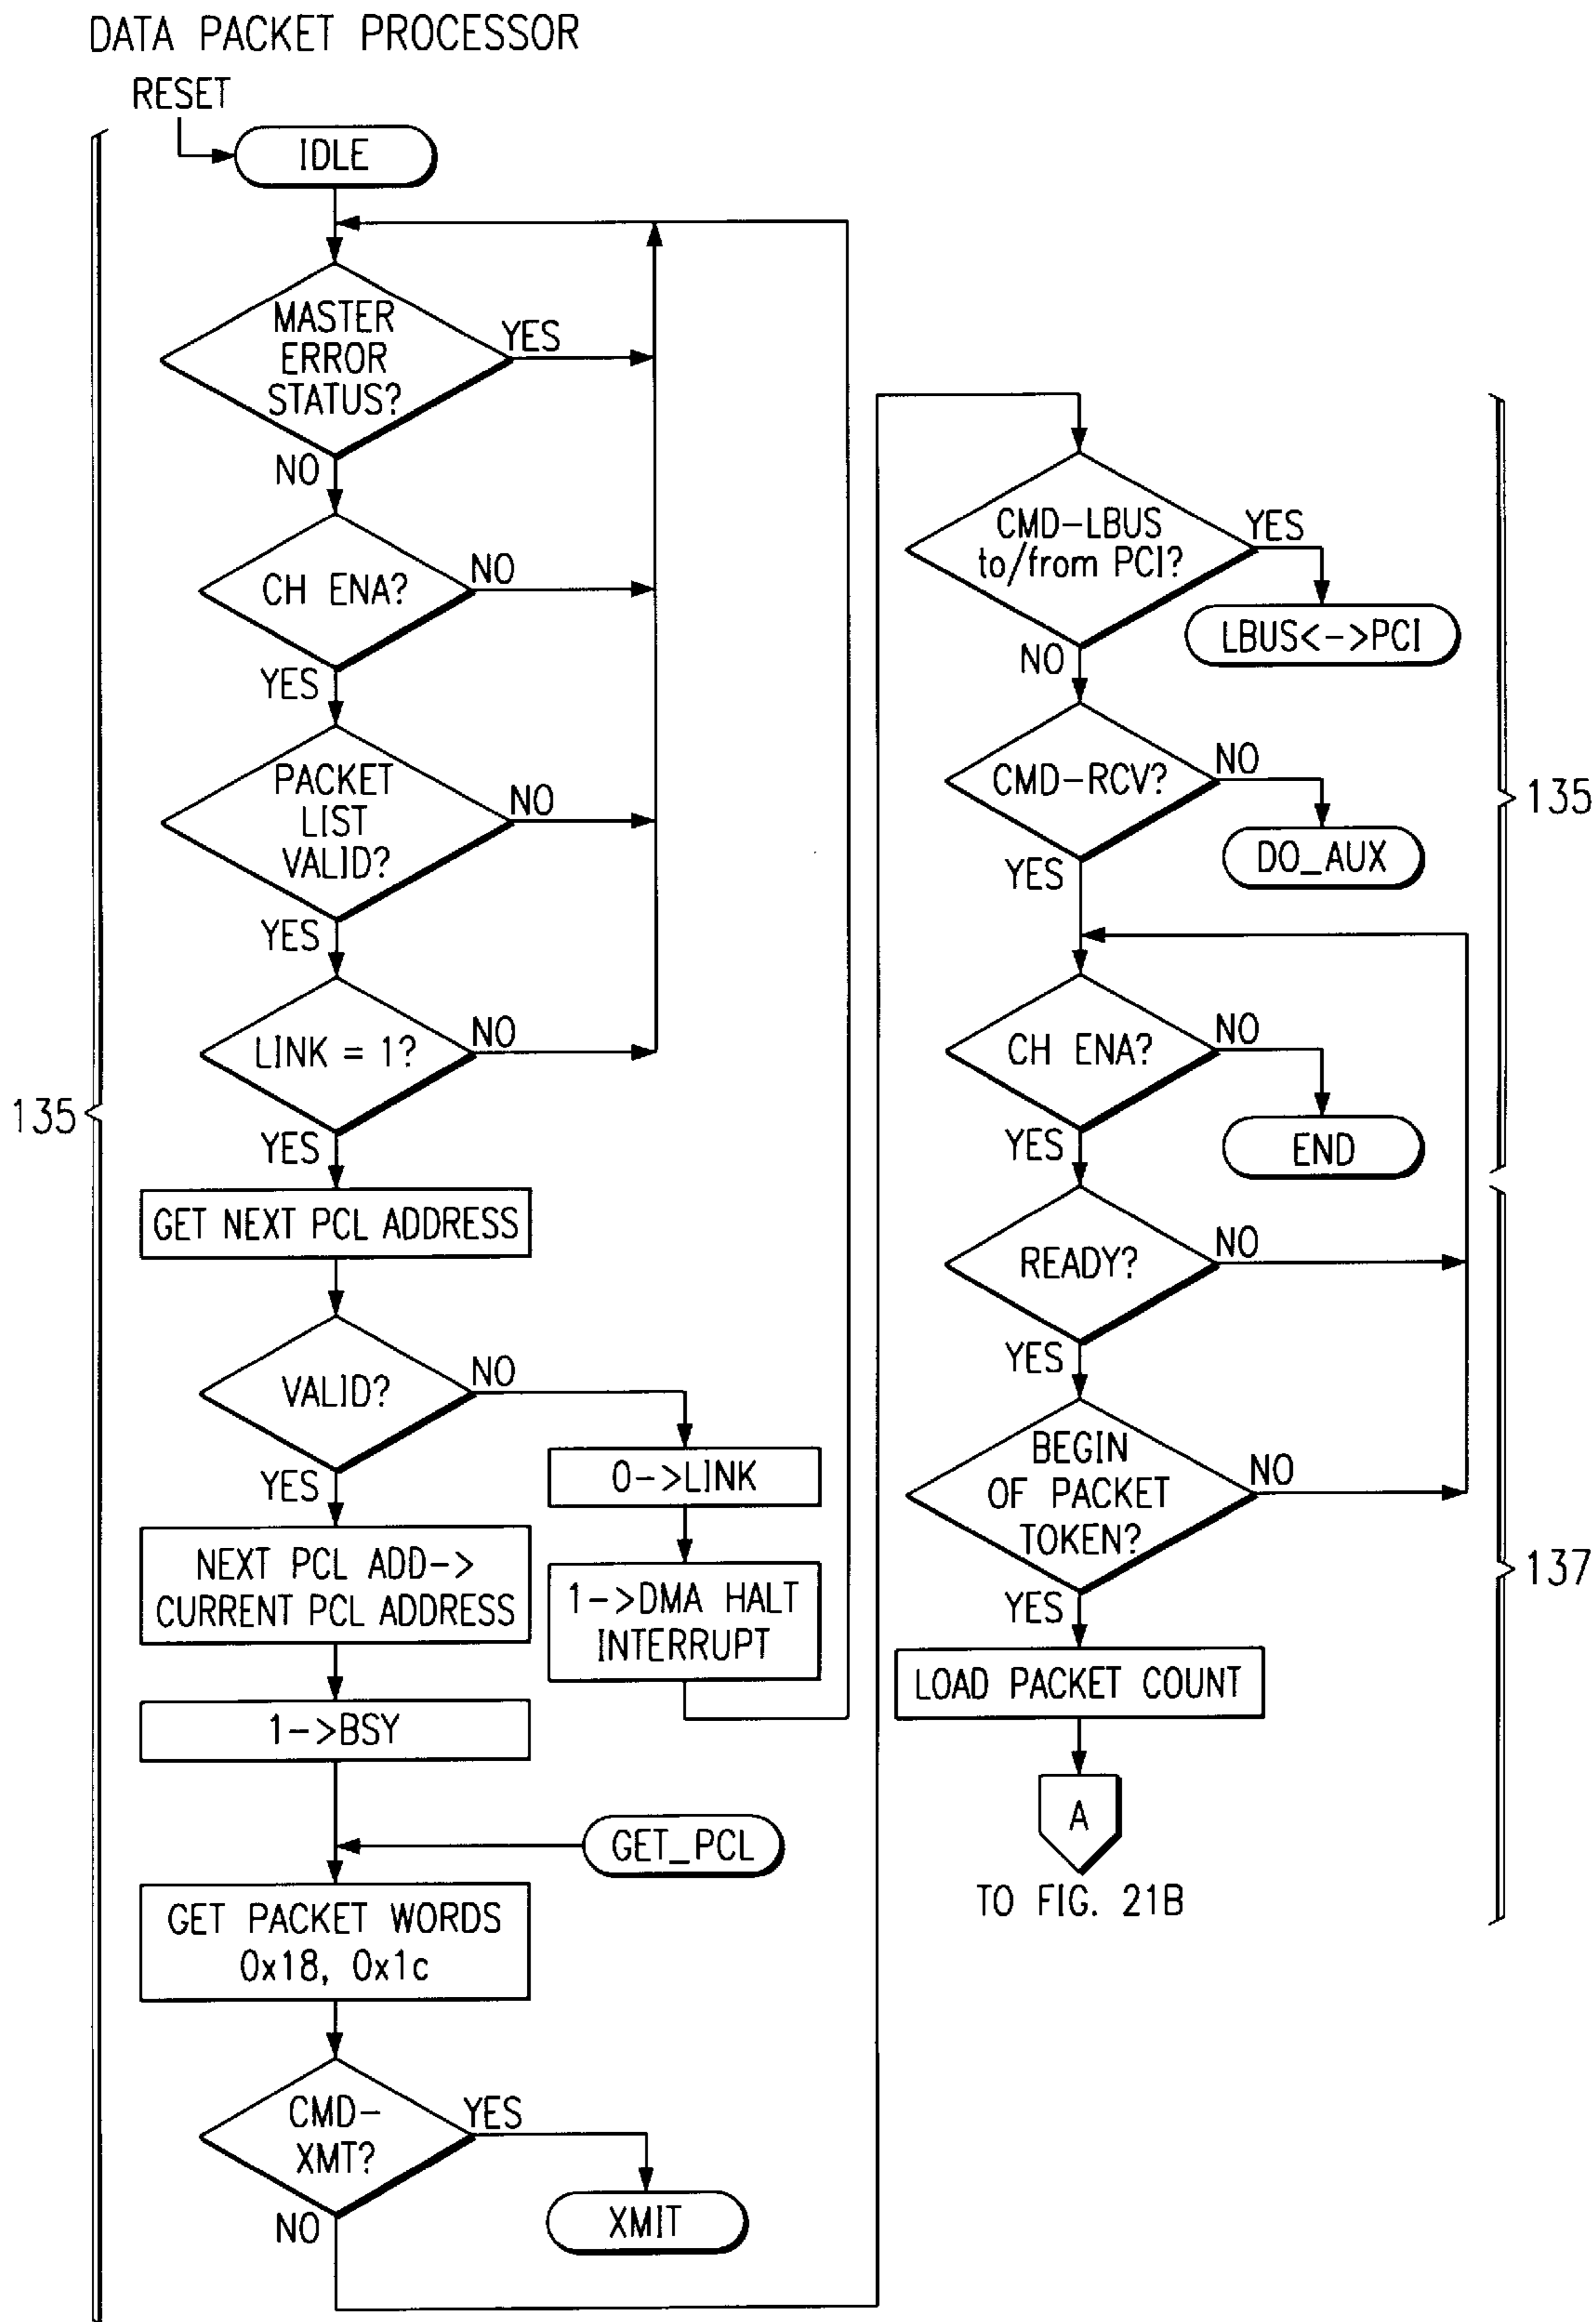 DATA PACKET PROCESSOR
RESET
IDLE
MASTER
ERROR
STATUS?
YES
NO
CH ENA?
NO
YES
PACKET
LIST
VALID?
NO
YES
LINK = 1?
NO
YES
135
GET NEXT PCL ADDRESS
VALID?
NO
YES
0->LINK
1->DMA HALT
INTERRUPT
NEXT PCL ADD->
CURRENT PCL ADDRESS
1->BSY
GET_PCL
GET PACKET WORDS
0x18, 0x1c
CMD-
XMT?
YES
XMIT
NO
CMD-LBUS
to/from PCI?
YES
LBUS<->PCI
NO
CMD-RCV?
NO
DO_AUX
YES
135
CH ENA?
NO
END
YES
READY?
NO
YES
BEGIN
OF PACKET
TOKEN?
NO
YES
137
LOAD PACKET COUNT
A
TO FIG. 21B